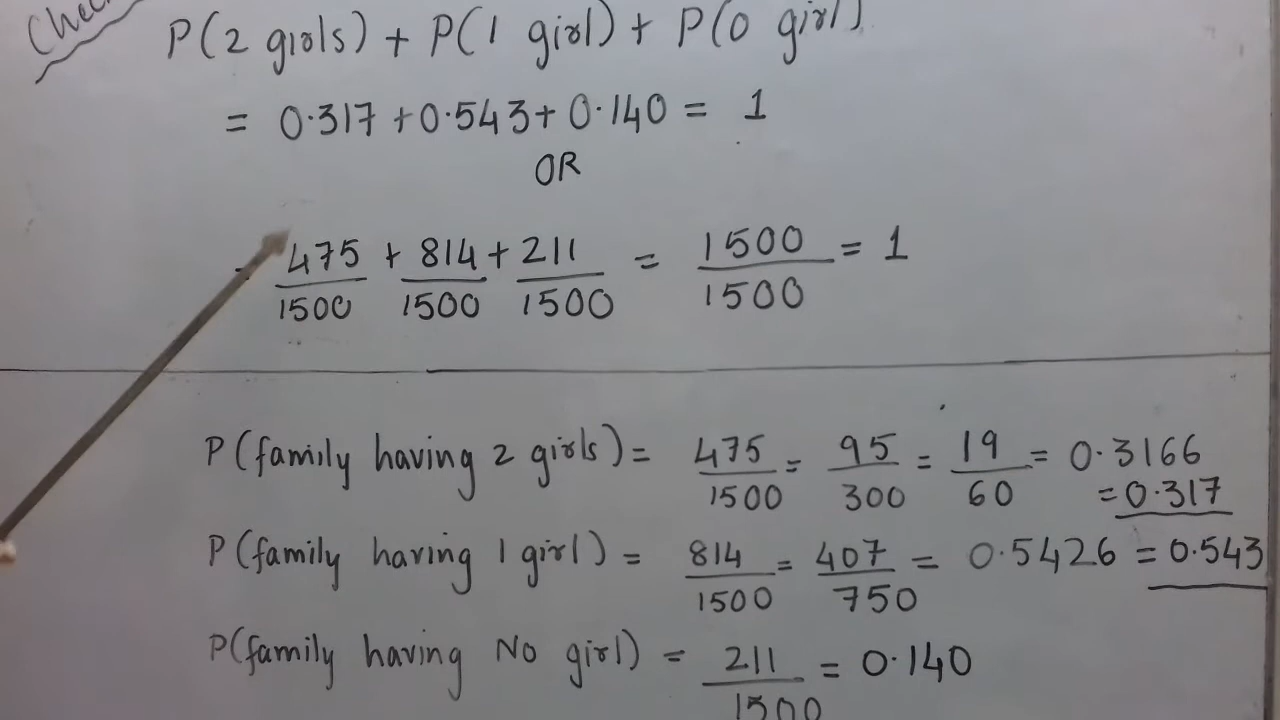 Check
P(2 girls) + P(1 girl) + P(0 girl)
= 0.317 + 0.543 + 0.140 = 1
OR
= 475/1500 + 814/1500 + 211/1500 = 1500/1500 = 1
P(family having 2 girls) = 475/1500 = 95/300 = 19/60 = 0.3166
= 0.317
P(family having 1 girl) = 814/1500 = 407/750 = 0.5426 = 0.543
P(family having No girl) = 211/1500 = 0.140